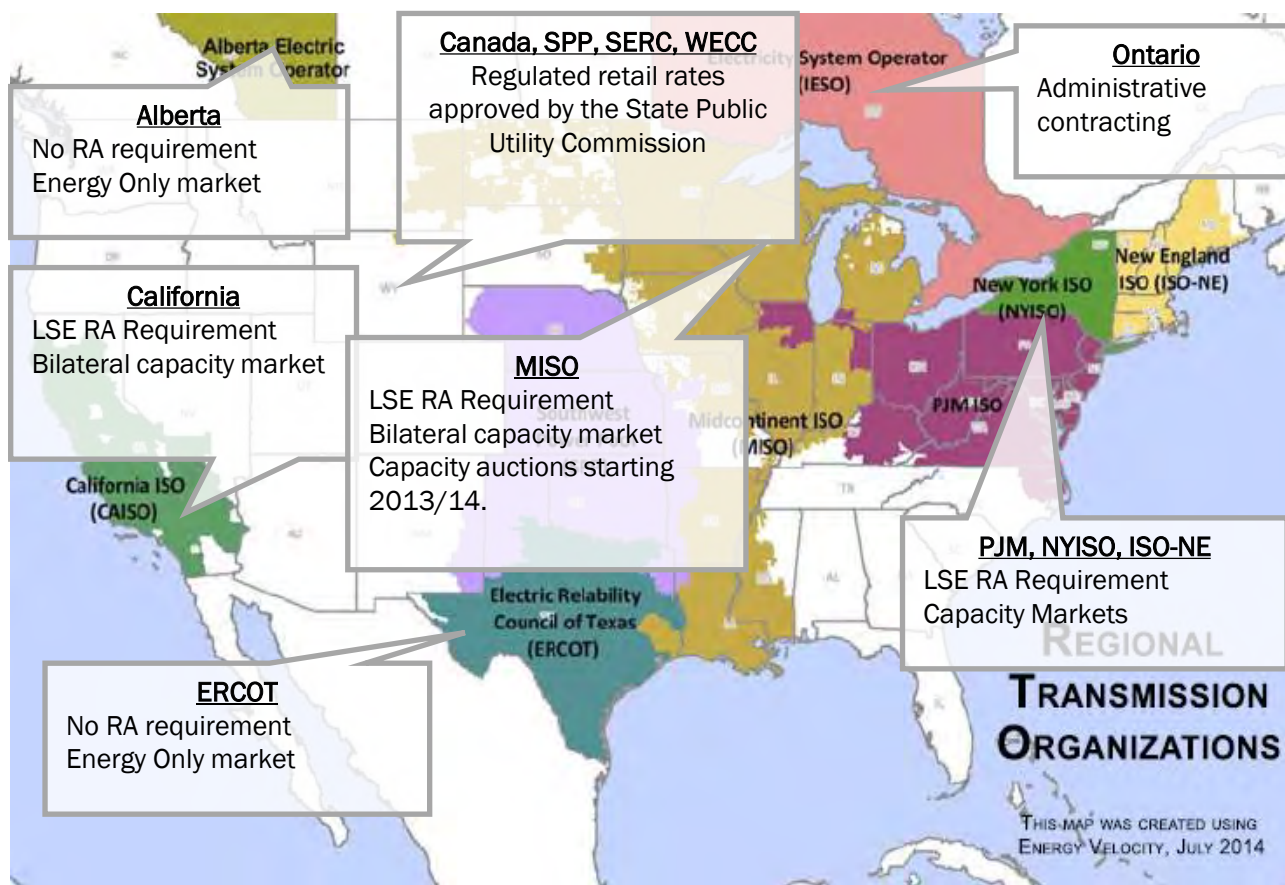 Alberta Electric
System Operator
Alberta
No RA requirement
Energy Only market
Canada, SPP, SERC, WECC
Regulated retail rates
approved by the State Public
Utility Commission
Electricity System Operator
(IESO)
Ontario
Administrative
contracting
California
LSE RA Requirement
Bilateral capacity market
California ISO
(CAISO)
MISO
LSE RA Requirement
Bilateral capacity market
Capacity auctions starting
2013/14.
Southwest
Midcontinent ISO
(MISO)
New York ISO
(NYISO)
New England
ISO (ISO-NE)
PJM ISO
PJM, NYISO, ISO-NE
LSE RA Requirement
Capacity Markets
Electric Relability
Council of Texas
(ERCOT)
ERCOT
No RA requirement
Energy Only market
WY
TN
AL
REGIONAL
TRANSMISSION
ORGANIZATIONS
THIS MAP WAS CREATED USING
ENERGY VELOCITY, JULY 2014